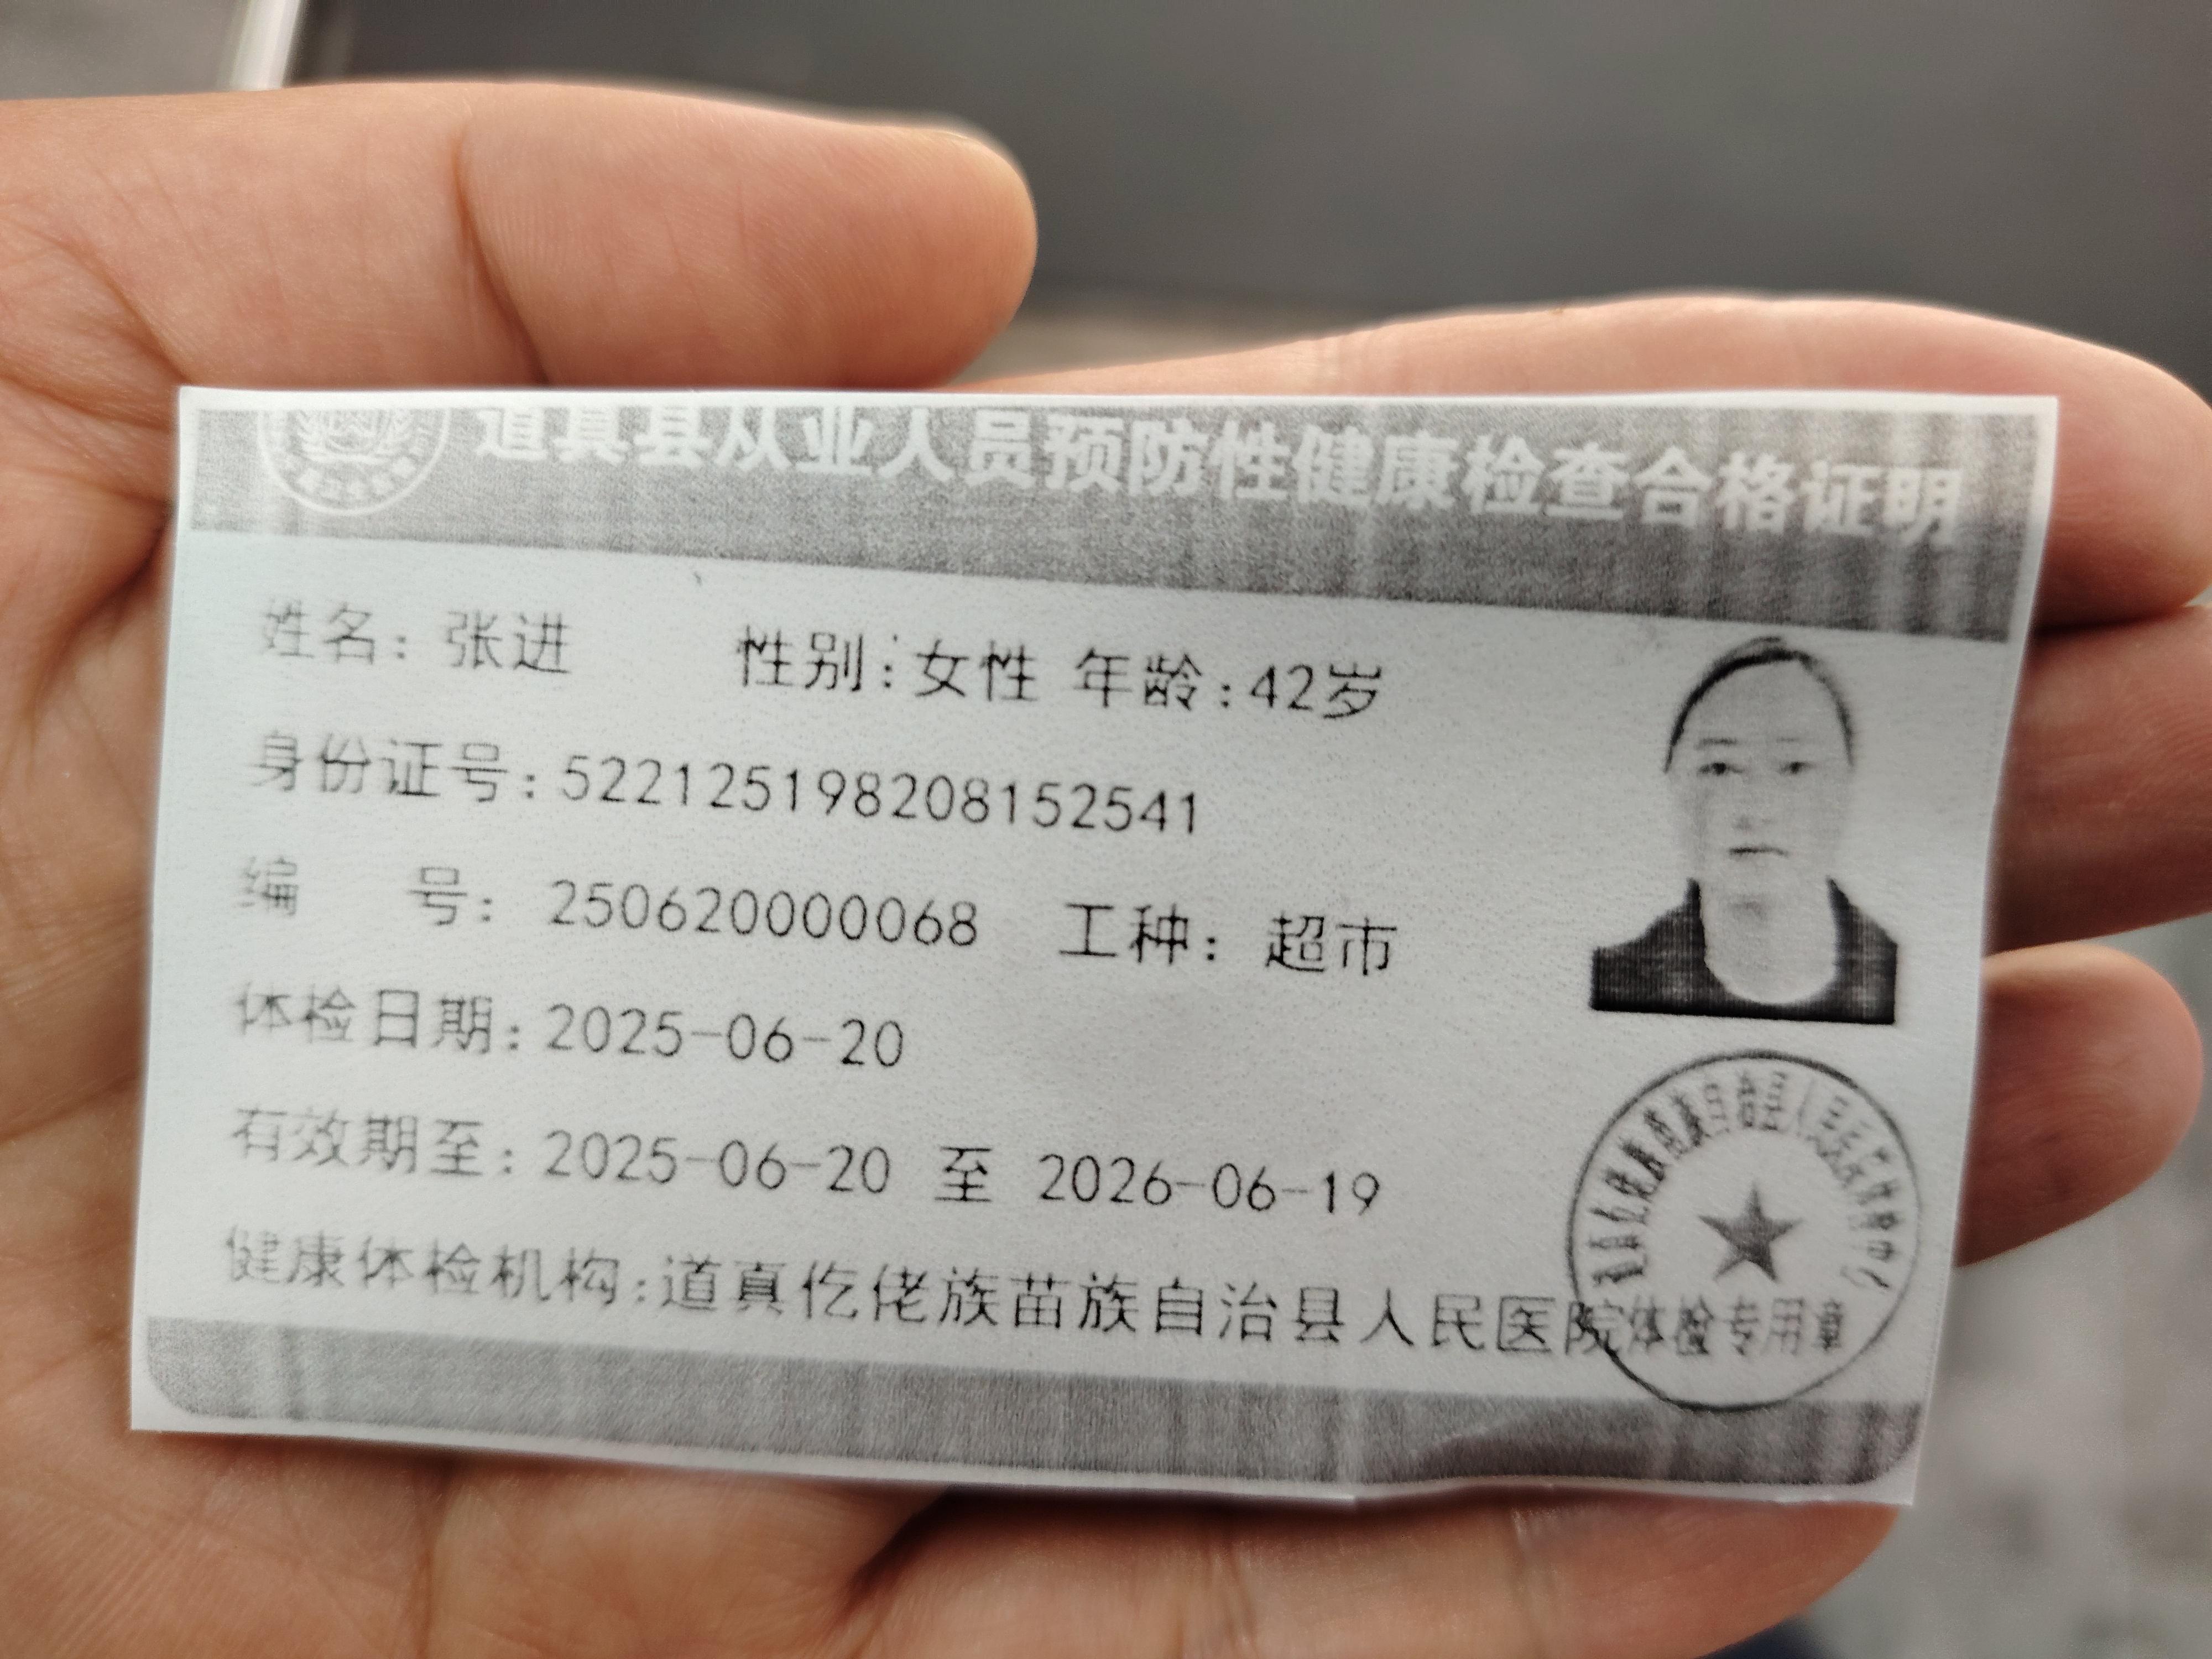 道真县从业人员预防性健康检查合格证明
姓名：张进 性别：女性 年龄：42岁
身份证号：522125198208152541
编 号： 250620000068 工种： 超市
体检日期：2025-06-20
有效期至：2025-06-20 至 2026-06-19
健康体检机构：道真仡佬族苗族自治县人民医院
体检专用章